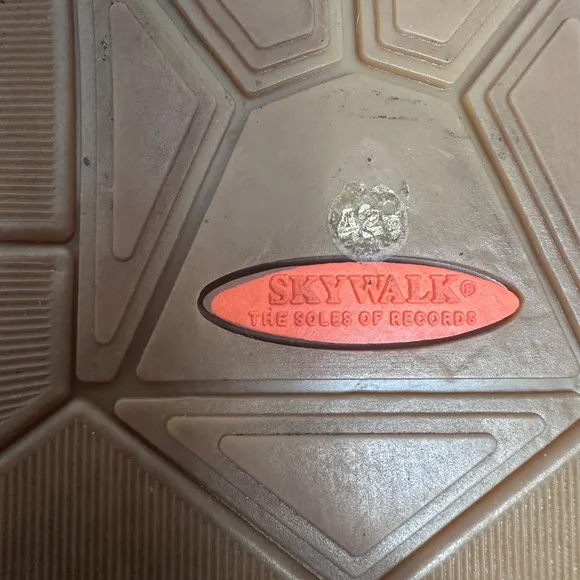 42
SKYWALK®
THE SOLES OF RECORDS